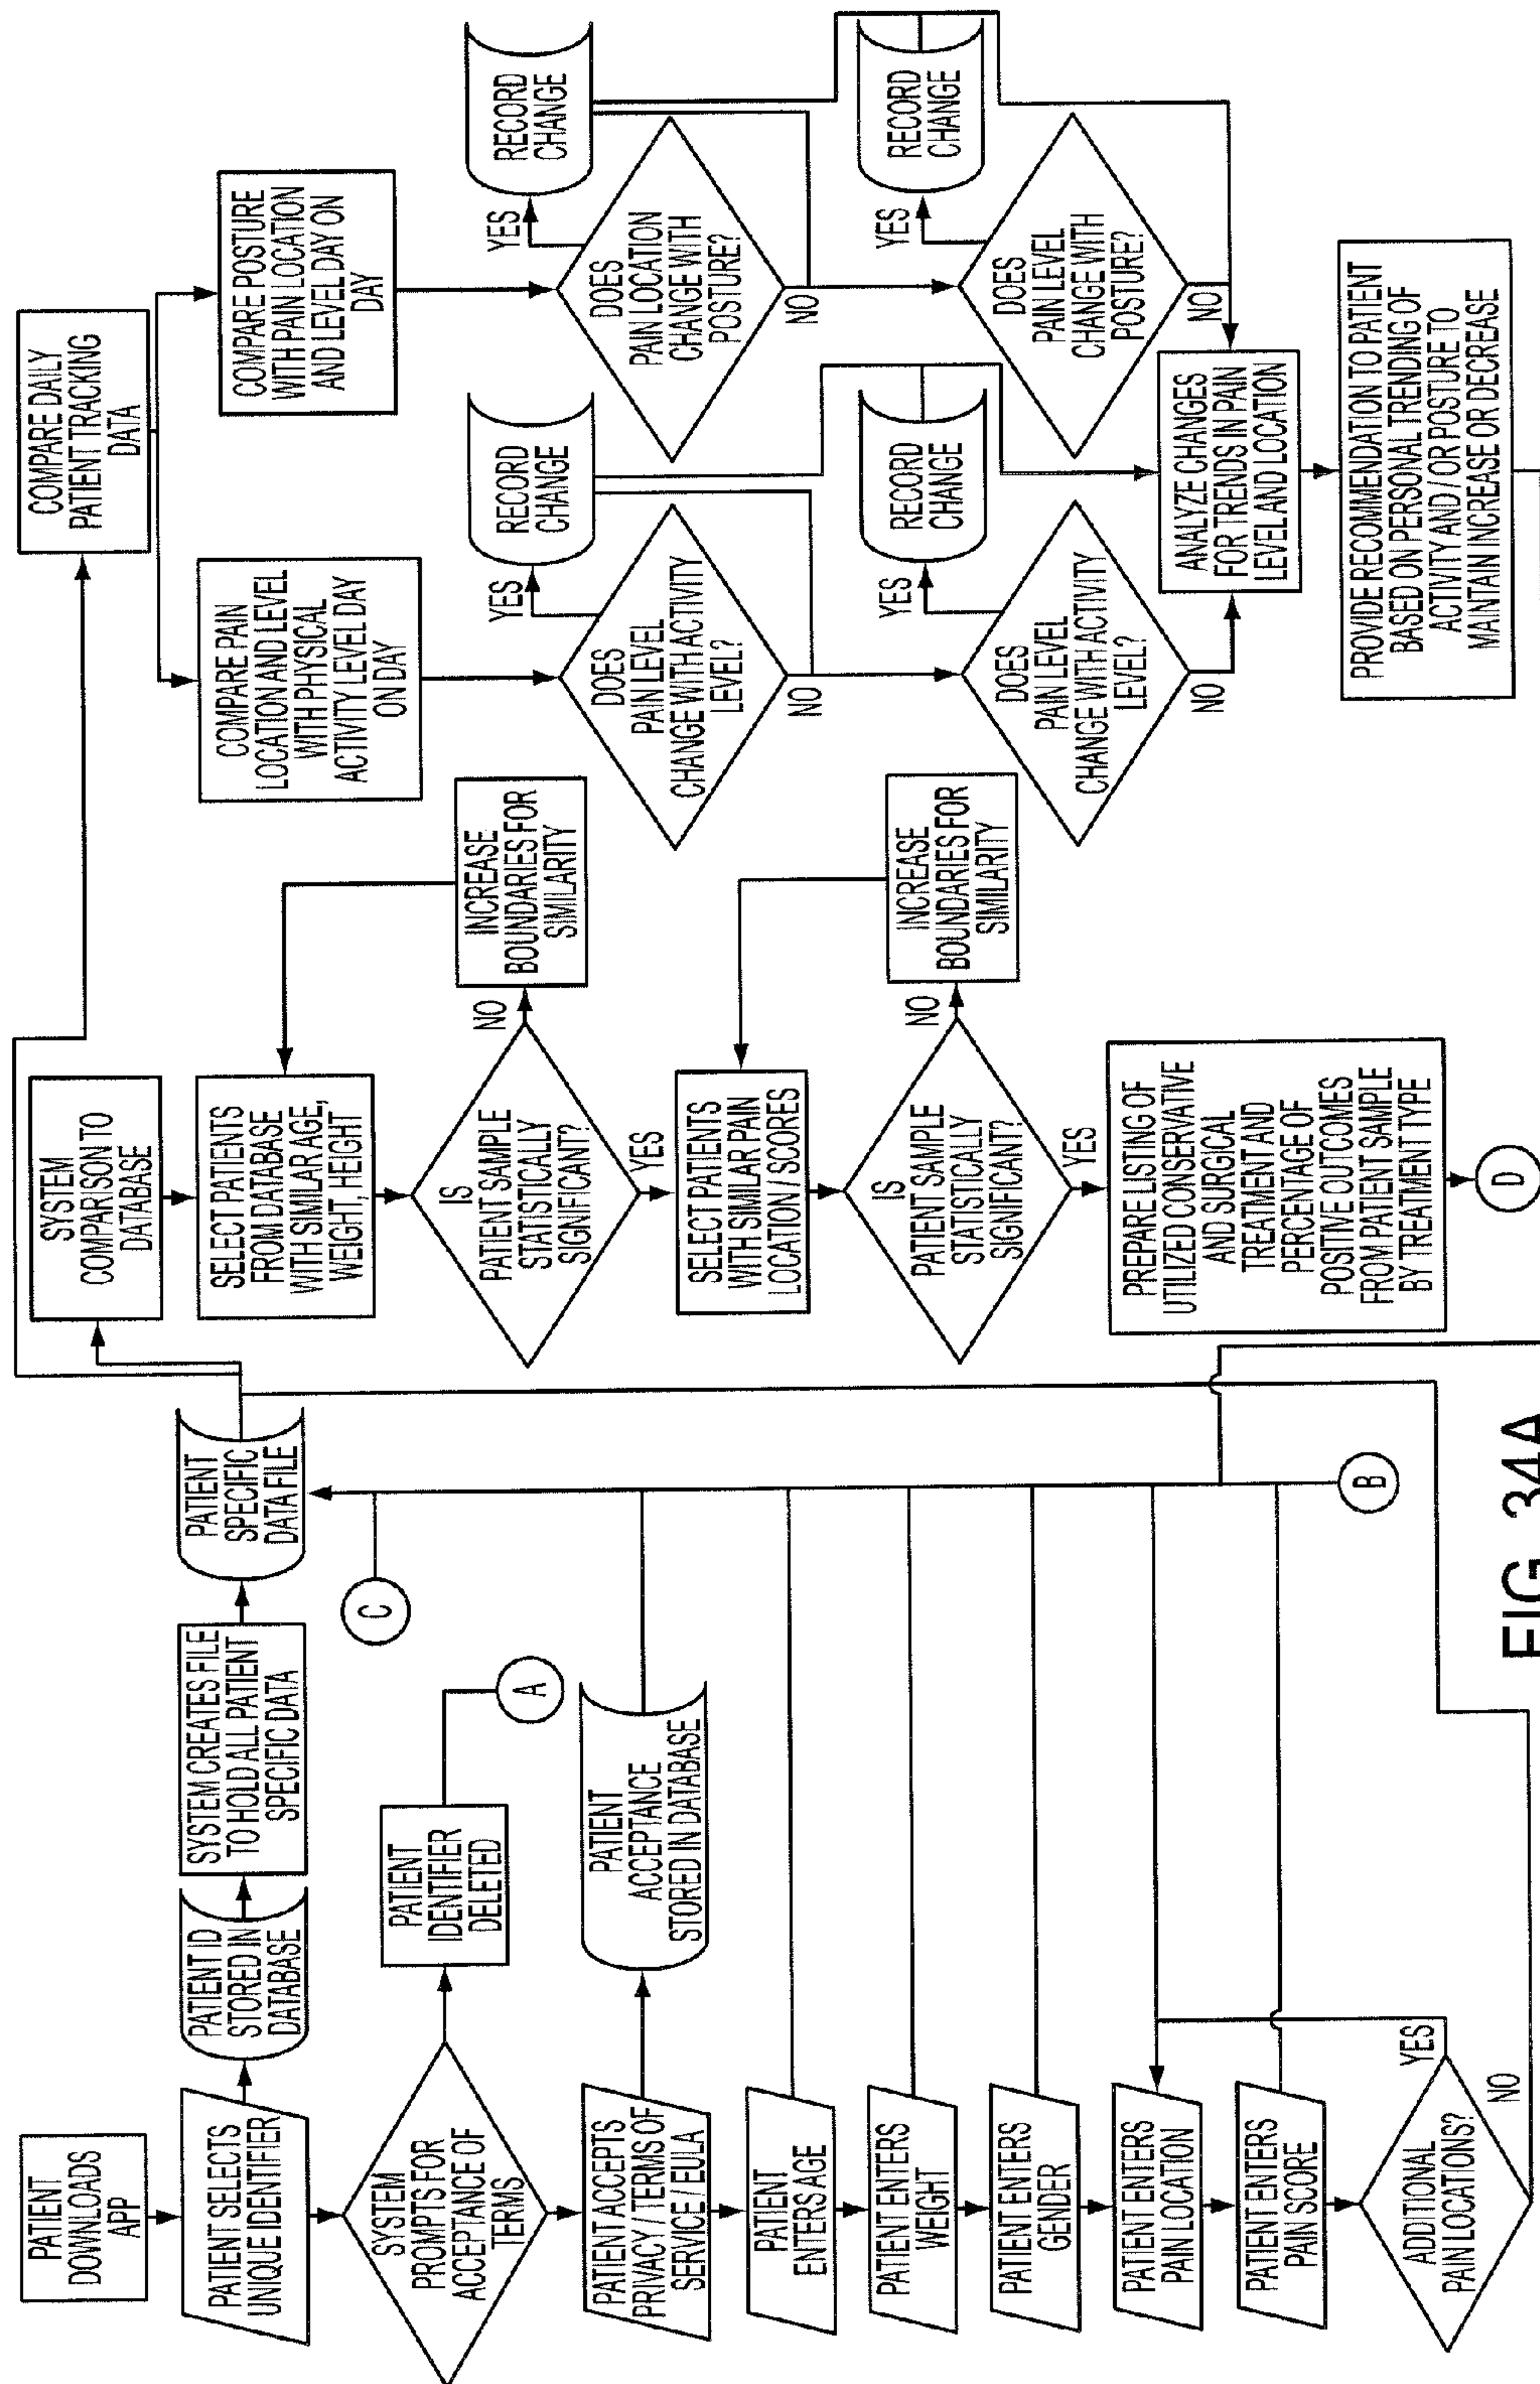 PATIENT
DOWNLOADS
APP
PATIENT SELECTS
UNIQUE IDENTIFIER
PATIENT ID
STORED IN
DATABASE
SYSTEM CREATES FILE
TO HOLD ALL PATIENT
SPECIFIC DATA
PATIENT
SPECIFIC
DATA FILE
SYSTEM
PROMPTS FOR
ACCEPTANCE OF
TERMS
PATIENT
IDENTIFIER
DELETED
A
C
PATIENT ACCEPTS
PRIVACY / TERMS OF
SERVICE / EULA
PATIENT
ACCEPTANCE
STORED IN DATABASE
PATIENT
ENTERS AGE
PATIENT ENTERS
WEIGHT
PATIENT ENTERS
GENDER
PATIENT ENTERS
PAIN LOCATION
PATIENT ENTERS
PAIN SCORE
ADDITIONAL
PAIN LOCATIONS?
YES
NO
B
SYSTEM
COMPARISON TO
DATABASE
SELECT PATIENTS
FROM DATABASE
WITH SIMILAR AGE,
WEIGHT, HEIGHT
IS
PATIENT SAMPLE
STATISTICALLY
SIGNIFICANT?
NO
INCREASE
BOUNDARIES FOR
SIMILARITY
YES
SELECT PATIENTS
WITH SIMILAR PAIN
LOCATION / SCORES
IS
PATIENT SAMPLE
STATISTICALLY
SIGNIFICANT?
NO
INCREASE
BOUNDARIES FOR
SIMILARITY
YES
PREPARE LISTING OF
UTILIZED CONSERVATIVE
AND SURGICAL
TREATMENT AND
PERCENTAGE OF
POSITIVE OUTCOMES
FROM PATIENT SAMPLE
BY TREATMENT TYPE
D
COMPARE DAILY
PATIENT TRACKING
DATA
COMPARE PAIN
LOCATION AND LEVEL
WITH PHYSICAL
ACTIVITY LEVEL DAY
ON DAY
DOES
PAIN LEVEL
CHANGE WITH ACTIVITY
LEVEL?
YES
RECORD
CHANGE
NO
DOES
PAIN LEVEL
CHANGE WITH ACTIVITY
LEVEL?
YES
RECORD
CHANGE
NO
COMPARE POSTURE
WITH PAIN LOCATION
AND LEVEL DAY ON
DAY
DOES
PAIN LOCATION
CHANGE WITH
POSTURE?
YES
RECORD
CHANGE
NO
DOES
PAIN LEVEL
CHANGE WITH
POSTURE?
YES
RECORD
CHANGE
NO
ANALYZE CHANGES
FOR TRENDS IN PAIN
LEVEL AND LOCATION
PROVIDE RECOMMENDATION TO PATIENT
BASED ON PERSONAL TRENDING OF
ACTIVITY AND / OR POSTURE TO
MAINTAIN INCREASE OR DECREASE
FIG. 34A